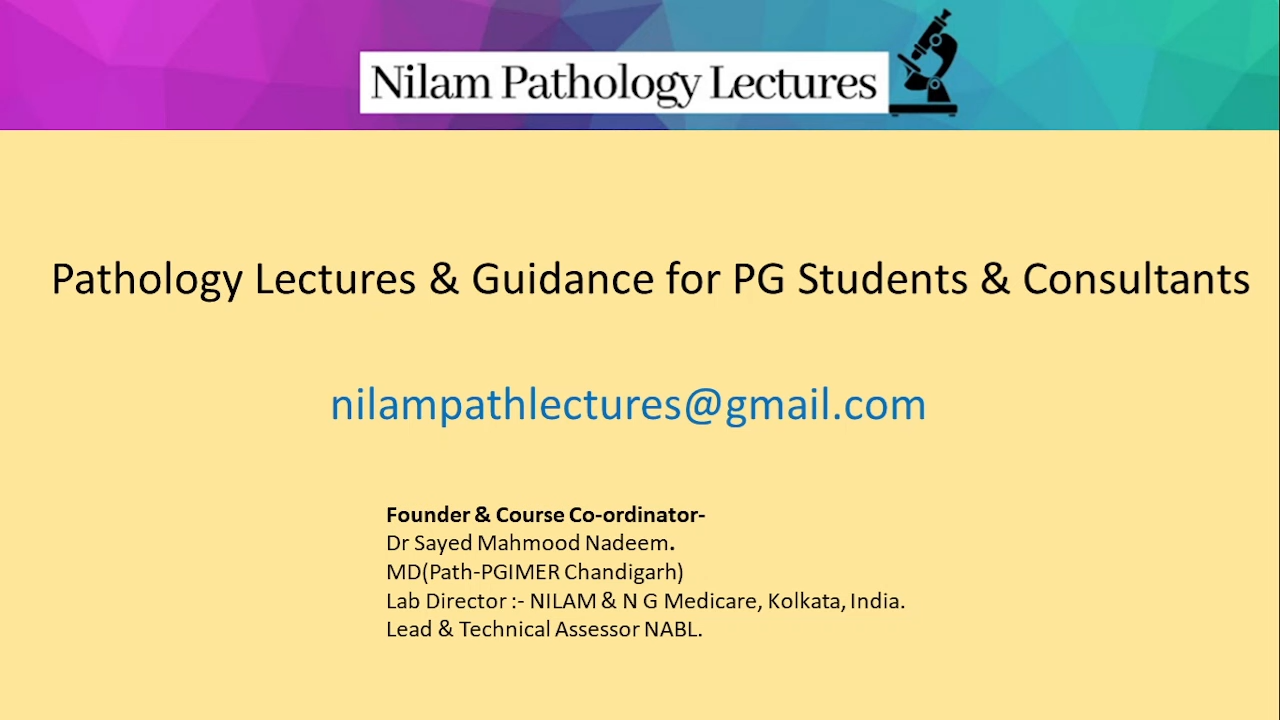 Nilam Pathology Lectures
Pathology Lectures & Guidance for PG Students & Consultants
nilampathlectures@gmail.com
Founder & Course Co-ordinator-
Dr Sayed Mahmood Nadeem.
MD(Path-PGIMER Chandigarh)
Lab Director :- NILAM & N G Medicare, Kolkata, India.
Lead & Technical Assessor NABL.